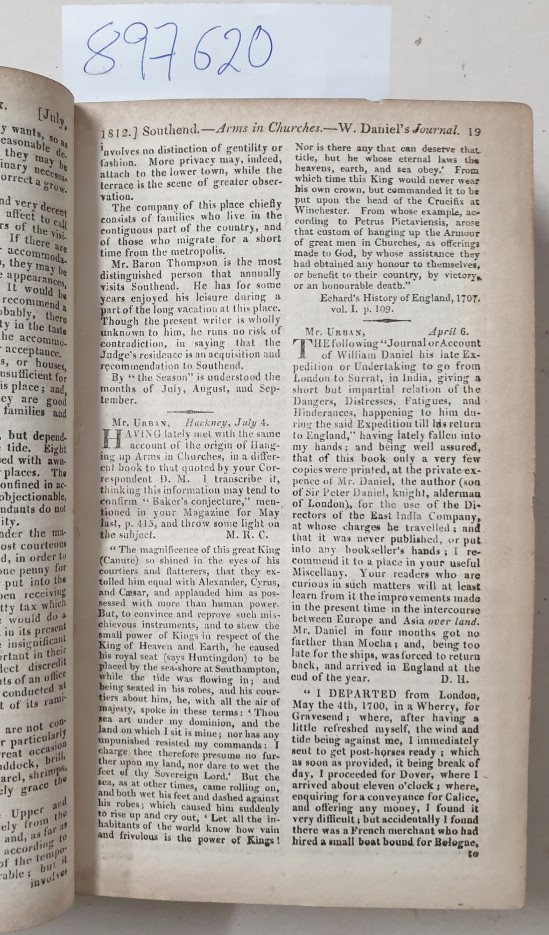 897620
[July,
1812.] Southend.—Arms in Churches.—W. Daniel's Journal. 19
involves no distinction of gentility or
fashion. More privacy may, indeed,
attach to the lower town, while the
terrace is the scene of greater obser-
vation.
The company of this place chiefly
consists of families who live in the
contiguous part of the country, and
of those who migrate for a short
time from the metropolis.
Mr. Baron Thompson is the most
distinguished person that annually
visits Southend. He has for some
years enjoyed his leisure during a
part of the long vacation at this place.
Though the present writer is wholly
unknown to him, he runs no risk of
contradiction, in saying that the
Judge's residence is an acquisition and
recommendation to Southend.
By "the Season" is understood the
months of July, August, and Sep-
tember.
Mr. URBAN, Hackney, July 4.
HAVING lately met with the same
account of the origin of Hang-
ing up Arms in Churches, in a differ-
ent book to that quoted by your Cor-
respondent D. M. I transcribe it,
thinking this information may tend to
confirm "Baker's conjecture," men-
tioned in your Magazine for May
last, p. 415, and throw some light on
the subject. M. R. C.
"The magnificence of this great King
(Canute) so shined in the eyes of his
courtiers and flatterers, that they ex-
tolled him equal with Alexander, Cyrus,
and Cæsar, and applauded him as pos-
sessed with more than human power.
But, to convince and reprove such mis-
chievous instruments, and to shew the
small power of Kings in respect of the
King of Heaven and Earth, he caused
his royal seat (says Huntingdon) to be
placed by the sea-shore at Southampton,
while the tide was flowing in; and
being seated in his robes, and his cour-
tiers about him, he, with all the air of
majesty, spoke in these terms: 'Thou
sea art under my dominion, and the
land on which I sit is mine; nor has any
unpunished resisted my commands: I
charge thee therefore presume no fur-
ther upon my land, nor dare to wet the
feet of thy Sovereign Lord.' But the
sea, as at other times, came rolling on,
and both wet his feet and dashed against
his robes; which caused him suddenly
to rise up and cry out, 'Let all the in-
habitants of the world know how vain
and frivolous is the power of Kings!
Nor is there any that can deserve that
title, but he whose eternal laws the
heavens, earth, and sea obey.' From
which time this King would never wear
his own crown, but commanded it to be
put upon the head of the Crucifix at
Winchester. From whose example, ac-
cording to Petrus Pictaviensis, arose
that custom of hanging up the Armour
of great men in Churches, as offerings
made to God, by whose assistance they
had obtained any honour to themselves,
or benefit to their country, by victory,
or an honourable death."
Echard's History of England, 1707.
vol. I. p. 109.
Mr. URBAN, April 6.
THE following "Journal or Account
of William Daniel his late Ex-
pedition or Undertaking to go from
London to Surrat, in India, giving a
short but impartial relation of the
Dangers, Distresses, Fatigues, and
Hinderances, happening to him du-
ring the said Expedition till his return
to England," having lately fallen into
my hands; and being well assured,
that of this book only a very few
copies were printed, at the private ex-
pence of Mr. Daniel, the author (son
of Sir Peter Daniel, knight, alderman
of London), for the use of the Di-
rectors of the East India Company,
at whose charges he travelled; and
that it was never published, or put
into any bookseller's hands; I re-
commend it to a place in your useful
Miscellany. Your readers who are
curious in such matters will at least
learn from it the improvements made
in the present time in the intercourse
between Europe and Asia over land.
Mr. Daniel in four months got no
farther than Mocha; and, being too
late for the ships, was forced to return
back, and arrived in England at the
end of the year. D. H.
"I DEPARTED from London,
May the 4th, 1700, in a Wherry, for
Gravesend; where, after having a
little refreshed myself, the wind and
tide being against me, I immediately
sent to get post-horses ready; which
as soon as provided, it being break of
day, I proceeded for Dover, where I
arrived about eleven o'clock; where,
enquiring for a conveyance for Calice,
and offering any money, I found it
very difficult; but accidentally I found
there was a French merchant who had
hired a small boat bound for Bologne,
to